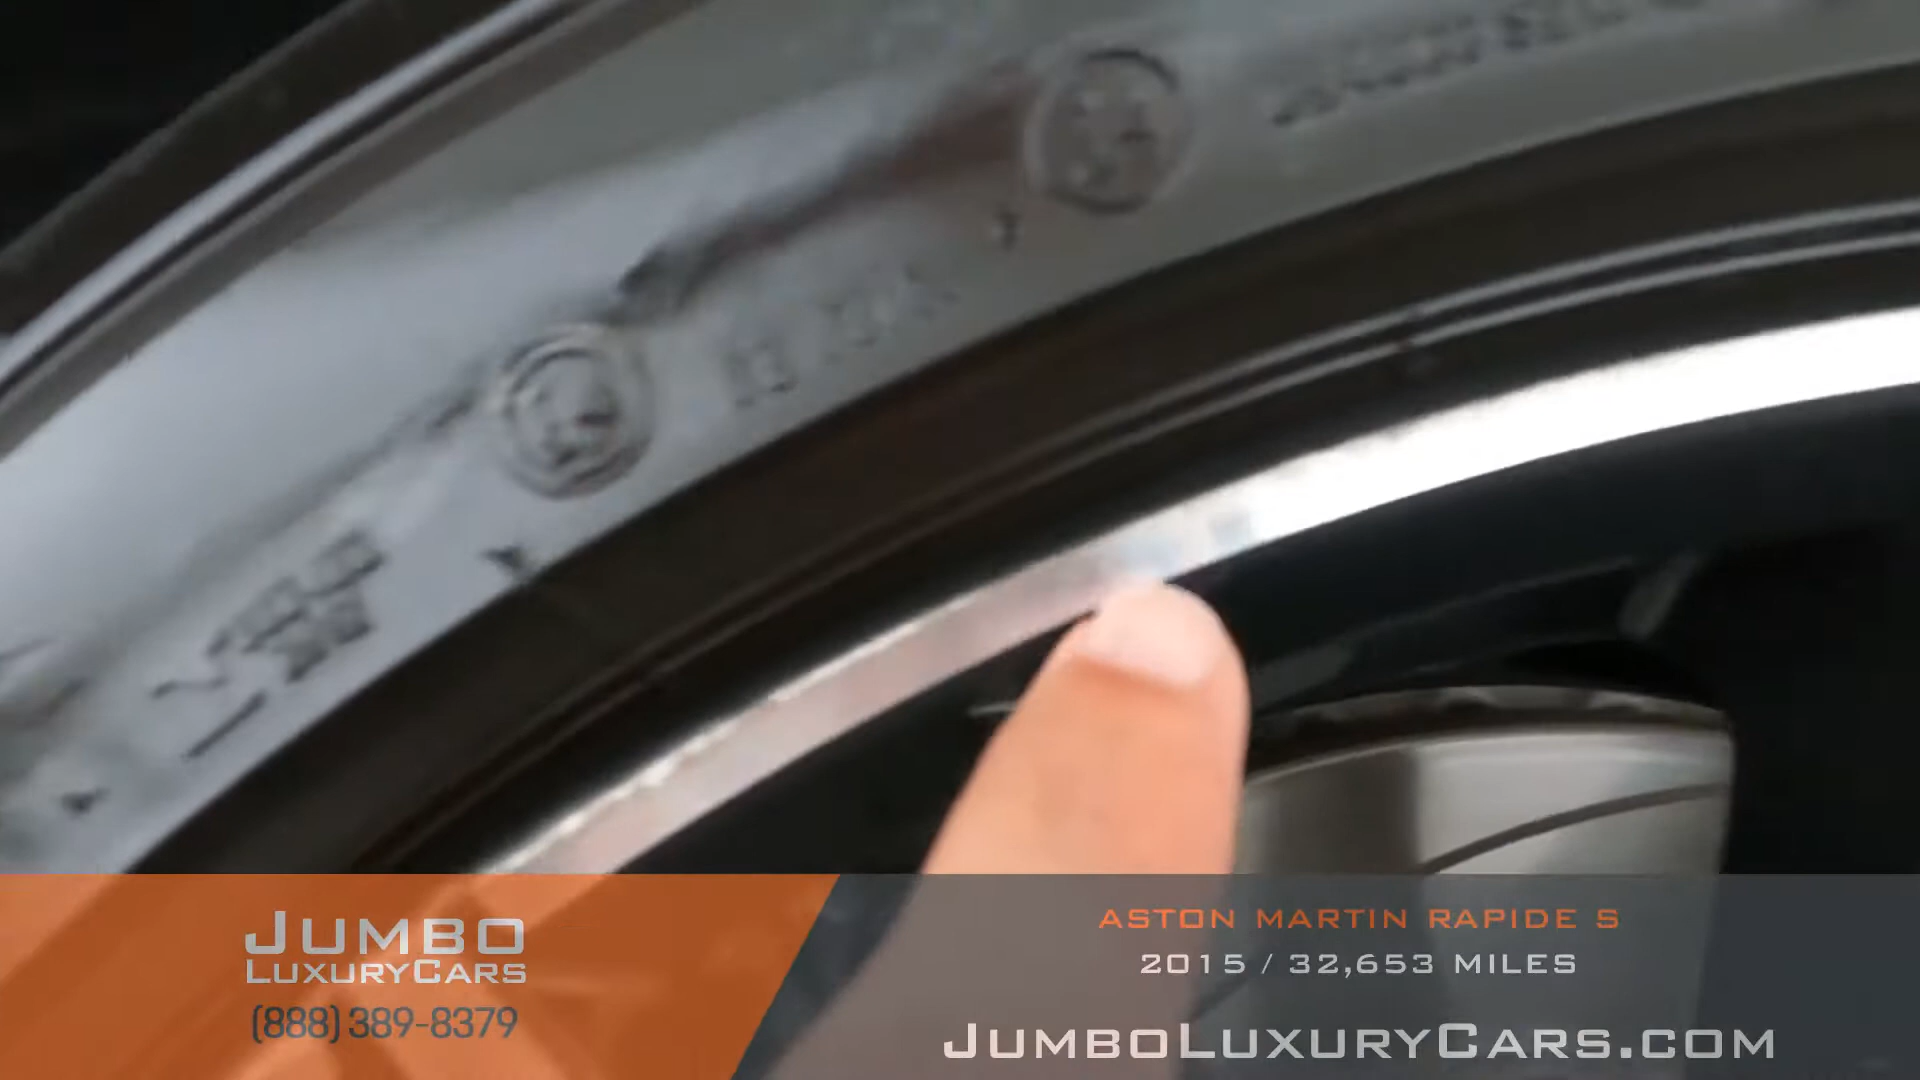 JUMBO
LUXURYCARS
(888) 389-8379
ASTON MARTIN RAPIDE S
2015 / 32,653 MILES
JUMBOLUXURYCARS.COM